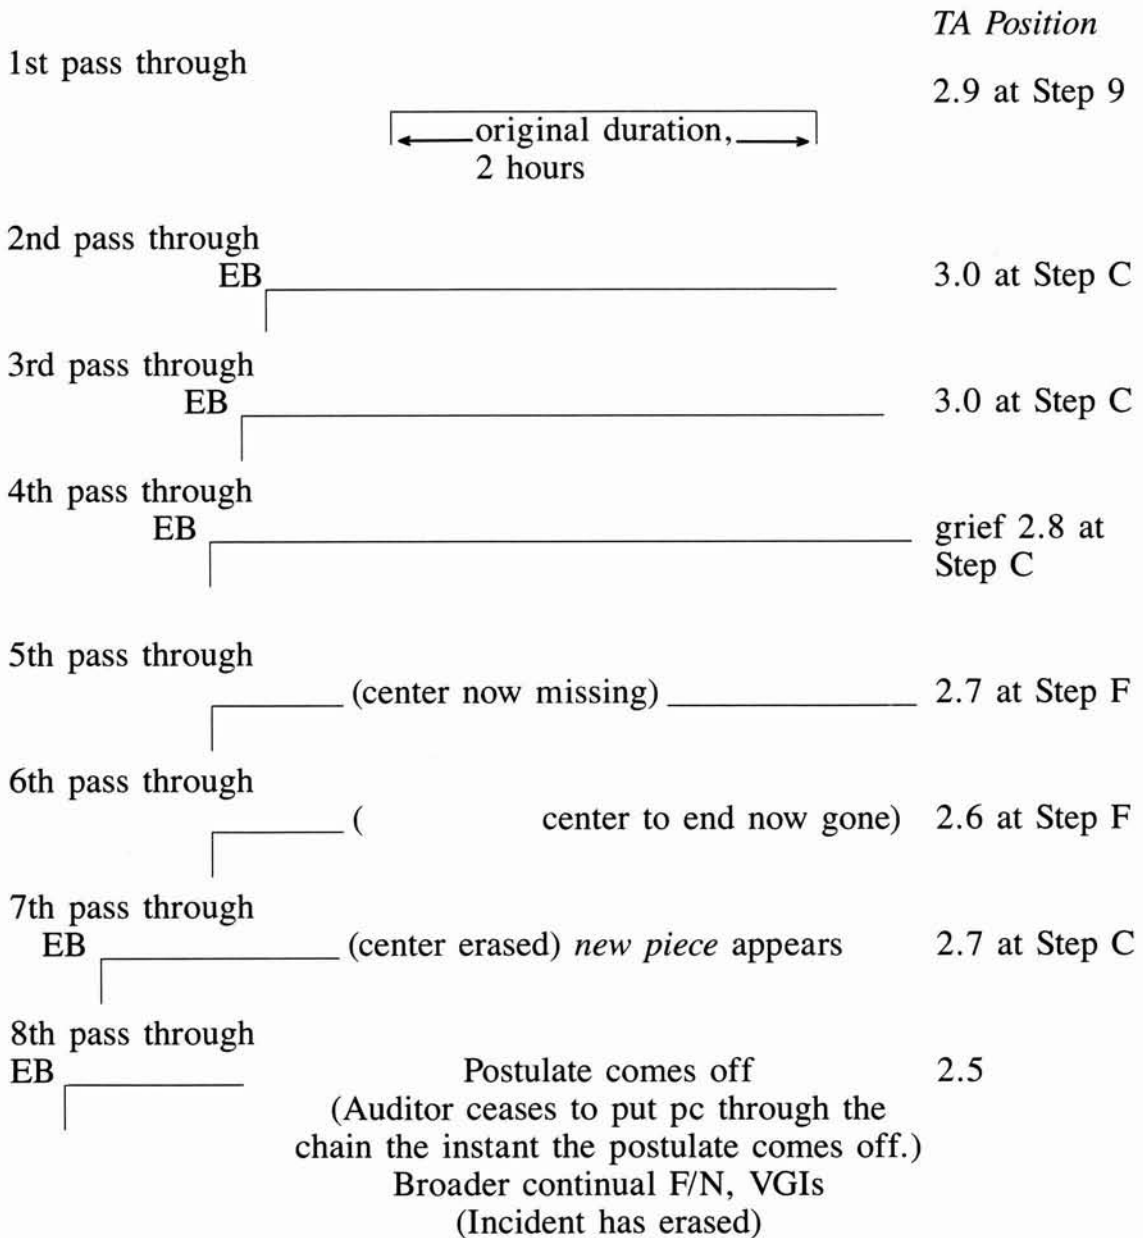 TA Position
1st pass through
2.9 at Step 9
original duration,
2 hours
2nd pass through
EB 3.0 at Step C
3rd pass through
EB 3.0 at Step C
4th pass through
EB grief 2.8 at
Step C
5th pass through
(center now missing) 2.7 at Step F
6th pass through
( center to end now gone) 2.6 at Step F
7th pass through
EB (center erased) new piece appears 2.7 at Step C
8th pass through
EB Postulate comes off 2.5
(Auditor ceases to put pc through the
chain the instant the postulate comes off.)
Broader continual F/N, VGIs
(Incident has erased)